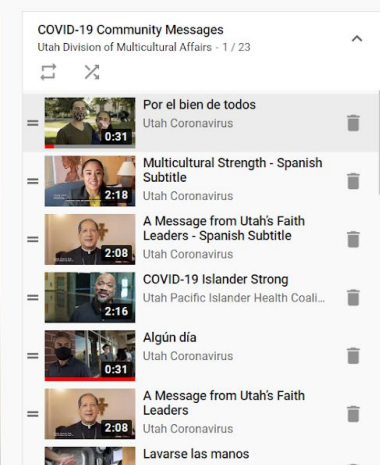 COVID-19 Community Messages
Utah Division of Multicultural Affairs - 1 / 23
Por el bien de todos
Utah Coronavirus
0:31
Multicultural Strength - Spanish
Subtitle
Utah Coronavirus
2:18
A Message from Utah's Faith
Leaders - Spanish Subtitle
Utah Coronavirus
2:08
COVID-19 Islander Strong
Utah Pacific Islander Health Coali...
2:16
Algún día
Utah Coronavirus
0:31
A Message from Utah's Faith
Leaders
Utah Coronavirus
2:08
Lavarse las manos